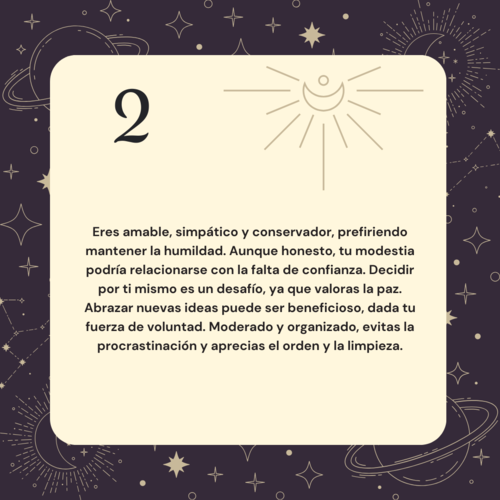 2
Eres amable, simpático y conservador, prefiriendo
mantener la humildad. Aunque honesto, tu modestia
podría relacionarse con la falta de confianza. Decidir
por ti mismo es un desafío, ya que valoras la paz.
Abrazar nuevas ideas puede ser beneficioso, dada tu
fuerza de voluntad. Moderado y organizado, evitas la
procrastinación y aprecias el orden y la limpieza.